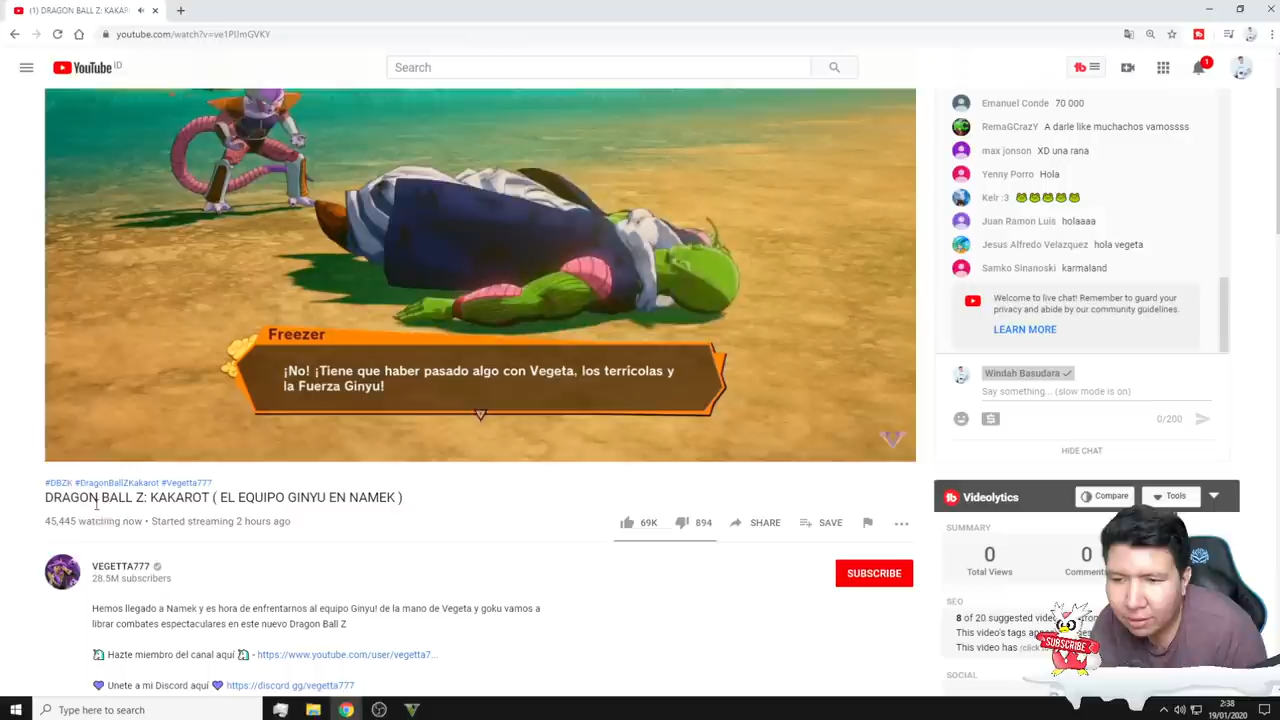 (1) DRAGON BALL Z: KAKAR
youtube.com/watch?v=ve1PlJmGVKY
YouTube ID
Search
1
Emanuel Conde 70 000
RemaGCrazY A darle like muchachos vamossss
max jonson XD una rana
Yenny Porro Hola
Kelr :3
Juan Ramon Luis holaaaa
Jesus Alfredo Velazquez hola vegeta
Samko Sinanoski karmaland
Welcome to live chat! Remember to guard your
privacy and abide by our community guidelines.
LEARN MORE
Windah Basudara
Say something... (slow mode is on)
0/200
HIDE CHAT
Freezer
¡No! ¡Tiene que haber pasado algo con Vegeta, los terrícolas y
la Fuerza Ginyu!
#DBZK #DragonBallZKakarot #Vegetta777
DRAGON BALL Z: KAKAROT ( EL EQUIPO GINYU EN NAMEK )
45,445 watching now • Started streaming 2 hours ago
69K 894 SHARE SAVE
VEGETTA777
28.5M subscribers
SUBSCRIBE
Hemos llegado a Namek y es hora de enfrentarnos al equipo Ginyu! de la mano de Vegeta y goku vamos a
librar combates espectaculares en este nuevo Dragon Ball Z
Hazte miembro del canal aquí - https://www.youtube.com/user/vegetta7...
Unete a mi Discord aquí https://discord.gg/vegetta777
Videolytics Compare Tools
SUMMARY
0 0
Total Views Comments
SEO
8 of 20 suggested
This video's tags
This video has
SUBSCRIBE
SOCIAL
Type here to search
2:38
19/01/2020